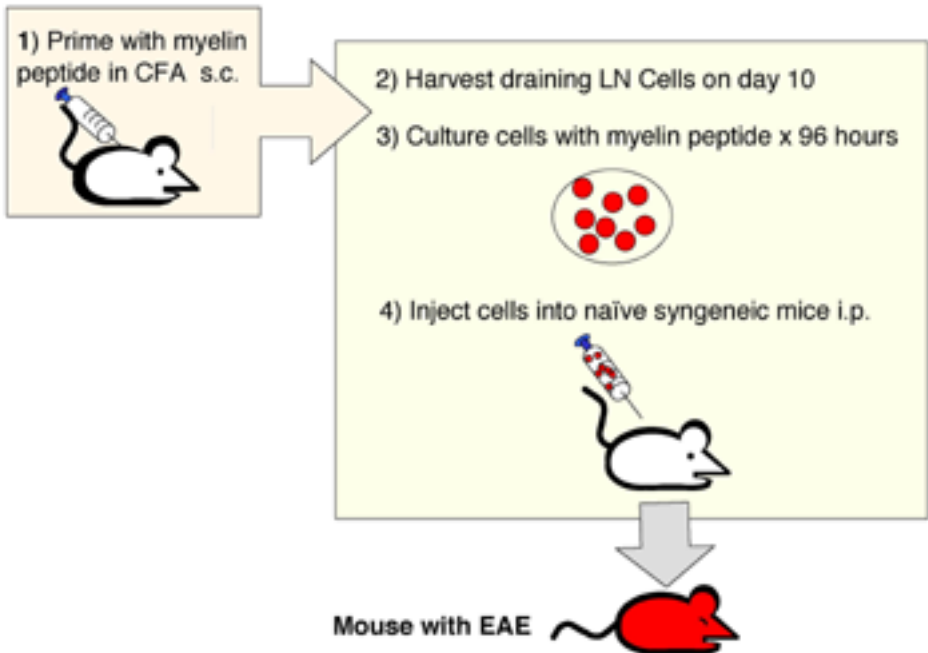 1) Prime with myelin
peptide in CFA s.c.
2) Harvest draining LN Cells on day 10
3) Culture cells with myelin peptide x 96 hours
4) Inject cells into naïve syngeneic mice i.p.
Mouse with EAE